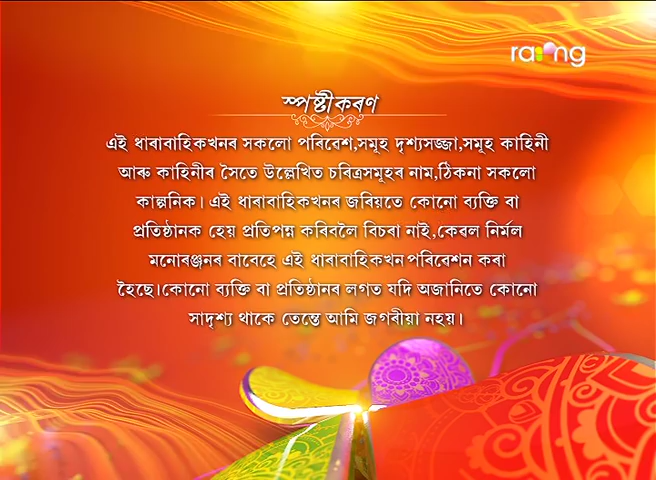 rang
স্পষ্টীকৰণ
এই ধাৰাবাহিকখনৰ সকলো পৰিৱেশ,সমূহ দৃশ্যসজ্জা,সমূহ কাহিনী
আৰু কাহিনীৰ সৈতে উল্লেখিত চৰিত্ৰসমূহৰ নাম,ঠিকনা সকলো
কাল্পনিক। এই ধাৰাবাহিকখনৰ জৰিয়তে কোনো ব্যক্তি বা
প্ৰতিষ্ঠানক হেয় প্ৰতিপন্ন কৰিবলৈ বিচৰা নাই,কেৱল নিৰ্মল
মনোৰঞ্জনৰ বাবেহে এই ধাৰাবাহিকখন পৰিৱেশন কৰা
হৈছে।কোনো ব্যক্তি বা প্ৰতিষ্ঠানৰ লগত যদি অজানিতে কোনো
সাদৃশ্য থাকে তেন্তে আমি জগৰীয়া নহয়।